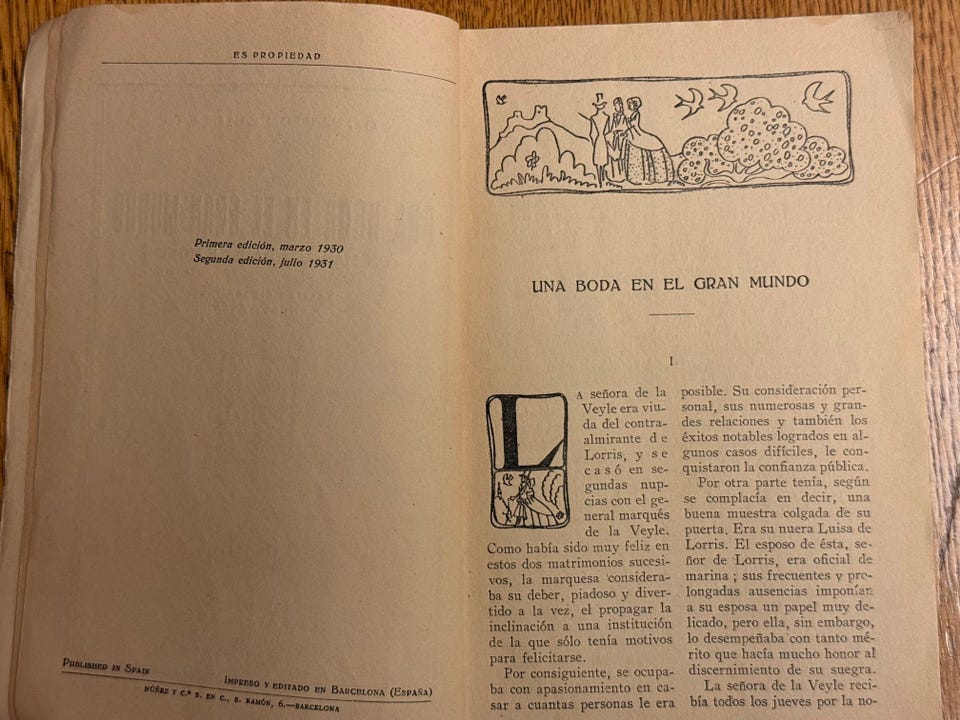 ES PROPIEDAD
Primera edición, marzo 1930
Segunda edición, julio 1931
PUBLISHED IN SPAIN
IMPRESO Y EDITADO EN BARCELONA (ESPAÑA)
NÚÑEZ Y C.ª S. EN C., S. RAMÓN, 6.—BARCELONA
UNA BODA EN EL GRAN MUNDO
I
LA señora de la
Veyle era viu-
da del contra-
almirante de
Lorris, y se
casó en se-
gundas nup-
cias con el ge-
neral marqués
de la Veyle.
Como había sido muy feliz en
estos dos matrimonios sucesi-
vos, la marquesa considera-
ba su deber, piadoso y diver-
tido a la vez, el propagar la
inclinación a una institución
de la que sólo tenía motivos
para felicitarse.
Por consiguiente, se ocupa-
ba con apasionamiento en ca-
sar a cuantas personas le era
posible. Su consideración per-
sonal, sus numerosas y gran-
des relaciones y también los
éxitos notables logrados en al-
gunos casos difíciles, le con-
quistaron la confianza pública.
Por otra parte tenía, según
se complacía en decir, una
buena muestra colgada de su
puerta. Era su nuera Luisa de
Lorris. El esposo de ésta, se-
ñor de Lorris, era oficial de
marina; sus frecuentes y pro-
longadas ausencias imponían
a su esposa un papel muy de-
licado, pero ella, sin embargo,
lo desempeñaba con tanto mé-
rito que hacía mucho honor al
discernimiento de su suegra.
La señora de la Veyle reci-
bía todos los jueves por la no-